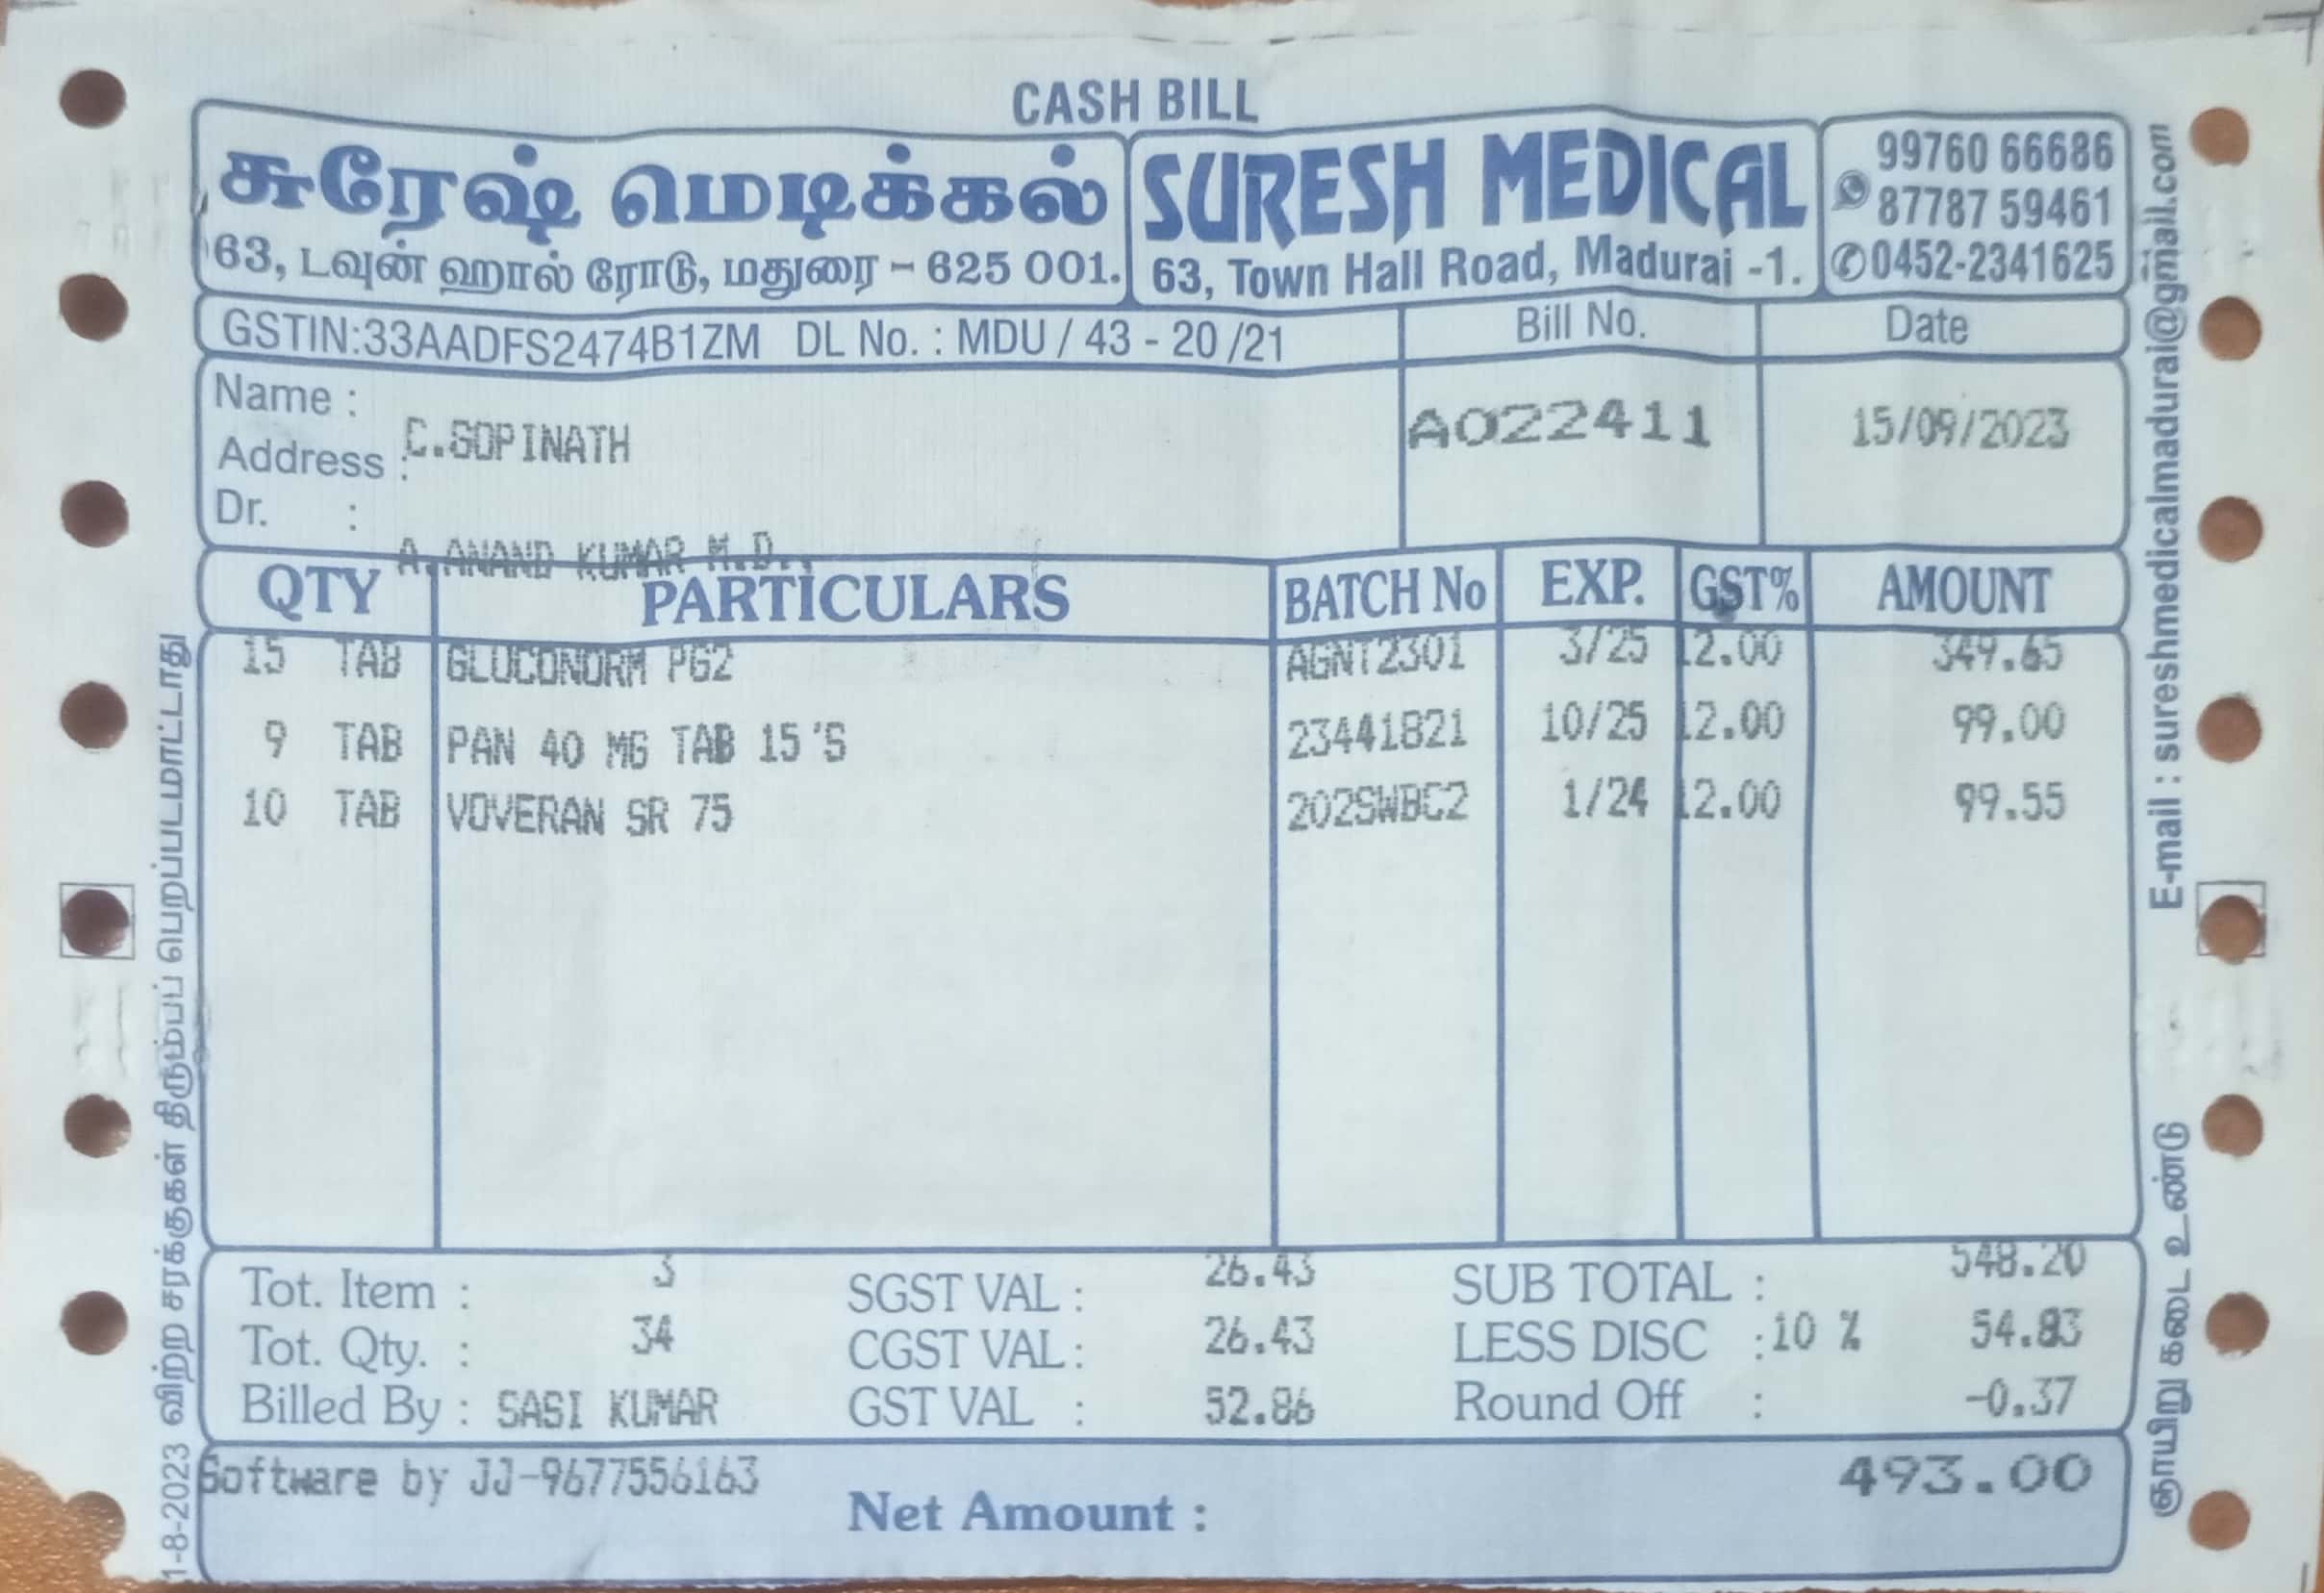 CASH BILL
சுரேஷ் மெடிக்கல்
63, டவுன் ஹால் ரோடு, மதுரை - 625 001.
SURESH MEDICAL
63, Town Hall Road, Madurai -1.
99760 66686
87787 59461
0452-2341625
GSTIN:33AADFS2474B1ZM DL No. : MDU / 43 - 20 /21
Bill No.
Date
Name :
C.GOPINATH
Address :
Dr. :
A.ANAND KUMAR M.D.,
A022411
15/09/2023
QTY PARTICULARS BATCH No EXP. GST% AMOUNT
15 TAB GLUCONORM PG2 AGNT2301 3/25 12.00 349.65
9 TAB PAN 40 MG TAB 15'S 23441821 10/25 12.00 99.00
10 TAB VOVERAN SR 75 202SWBC2 1/24 12.00 99.55
Tot. Item : 3 SGST VAL : 26.43 SUB TOTAL : 548.20
Tot. Qty. : 34 CGST VAL : 26.43 LESS DISC :10 % 54.83
Billed By : SASI KUMAR GST VAL : 52.86 Round Off : -0.37
Software by JJ-9677556163
Net Amount : 493.00
1-8-2023 விற்ற சரக்குகள் திரும்பப் பெறப்படமாட்டாது
E-mail : sureshmedicalmadurai@gmail.com
ஞாயிறு கடை உண்டு